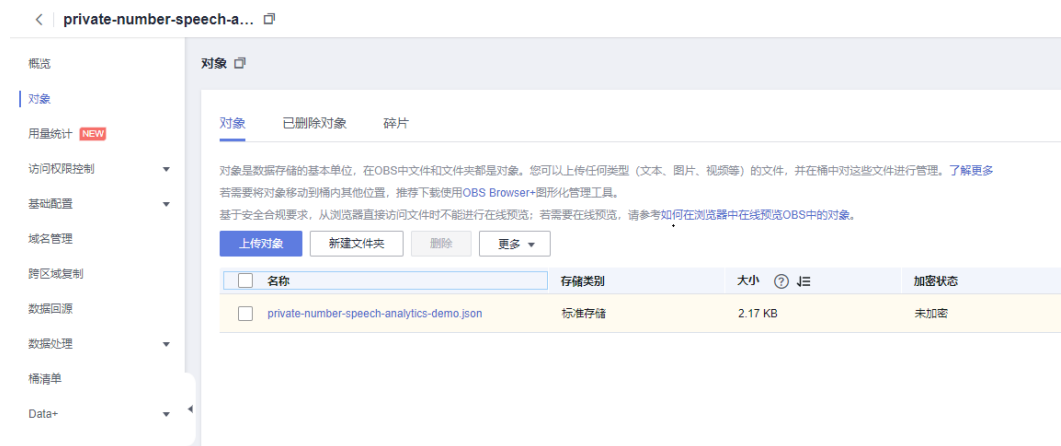 private-number-speech-a...
概览
对象
用量统计 NEW
访问权限控制
基础配置
域名管理
跨区域复制
数据回源
数据处理
桶清单
Data+
对象
对象 已删除对象 碎片
对象是数据存储的基本单位，在OBS中文件和文件夹都是对象。您可以上传任何类型（文本、图片、视频等）的文件，并在桶中对这些文件进行管理。了解更多
若需要将对象移动到桶内其他位置，推荐下载使用OBS Browser+图形化管理工具。
基于安全合规要求，从浏览器直接访问文件时不能进行在线预览；若需要在线预览，请参考如何在浏览器中在线预览OBS中的对象。
上传对象 新建文件夹 删除 更多
名称 存储类别 大小 加密状态
private-number-speech-analytics-demo.json 标准存储 2.17 KB 未加密